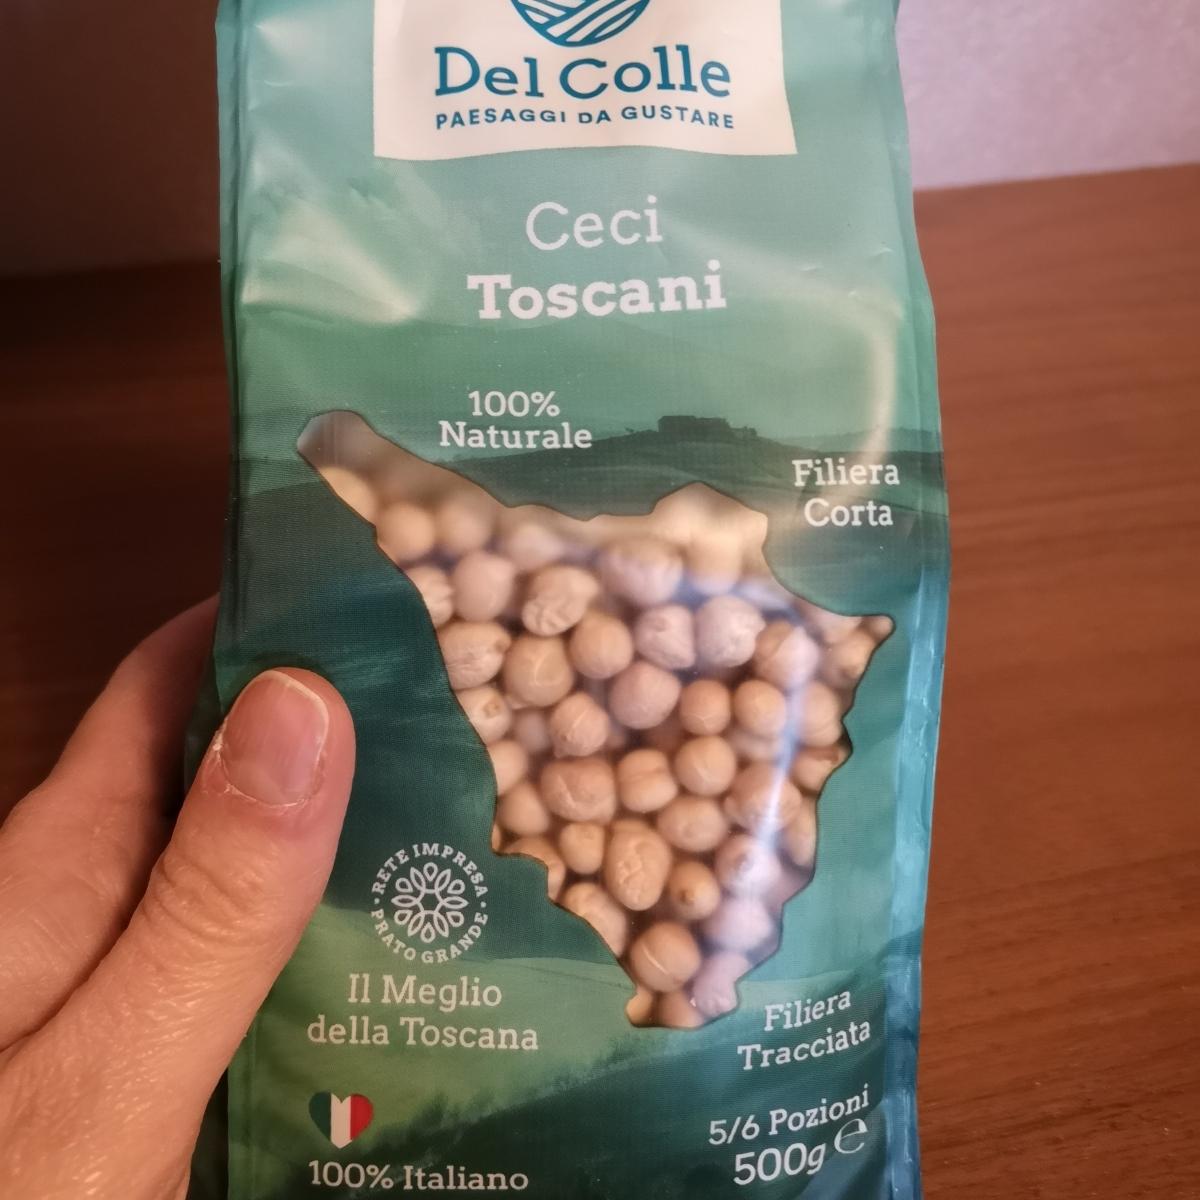 Del Colle
PAESAGGI DA GUSTARE
Ceci
Toscani
100%
Naturale
Filiera
Corta
RETE IMPRESA
PRATO GRANDE
Il Meglio
della Toscana
Filiera
Tracciata
100% Italiano
5/6 Pozioni
500g ℮